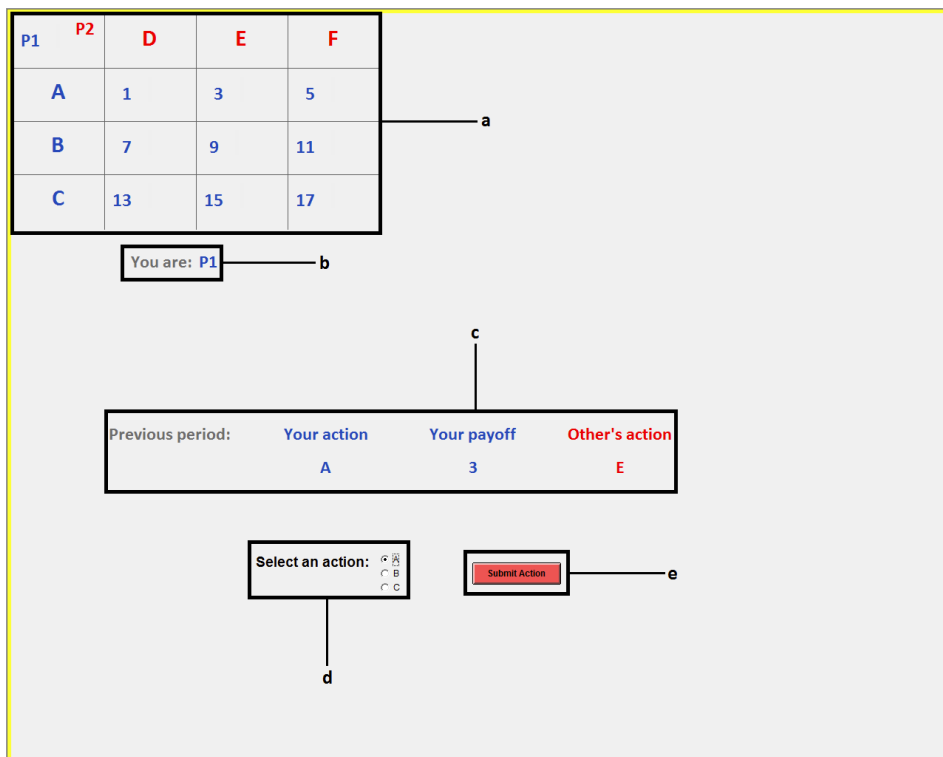 P1 P2 D E F
A 1 3 5
a
B 7 9 11
C 13 15 17
You are: P1
b
c
Previous period: Your action Your payoff Other's action
A 3 E
Select an action: A
B
C
Submit Action
e
d